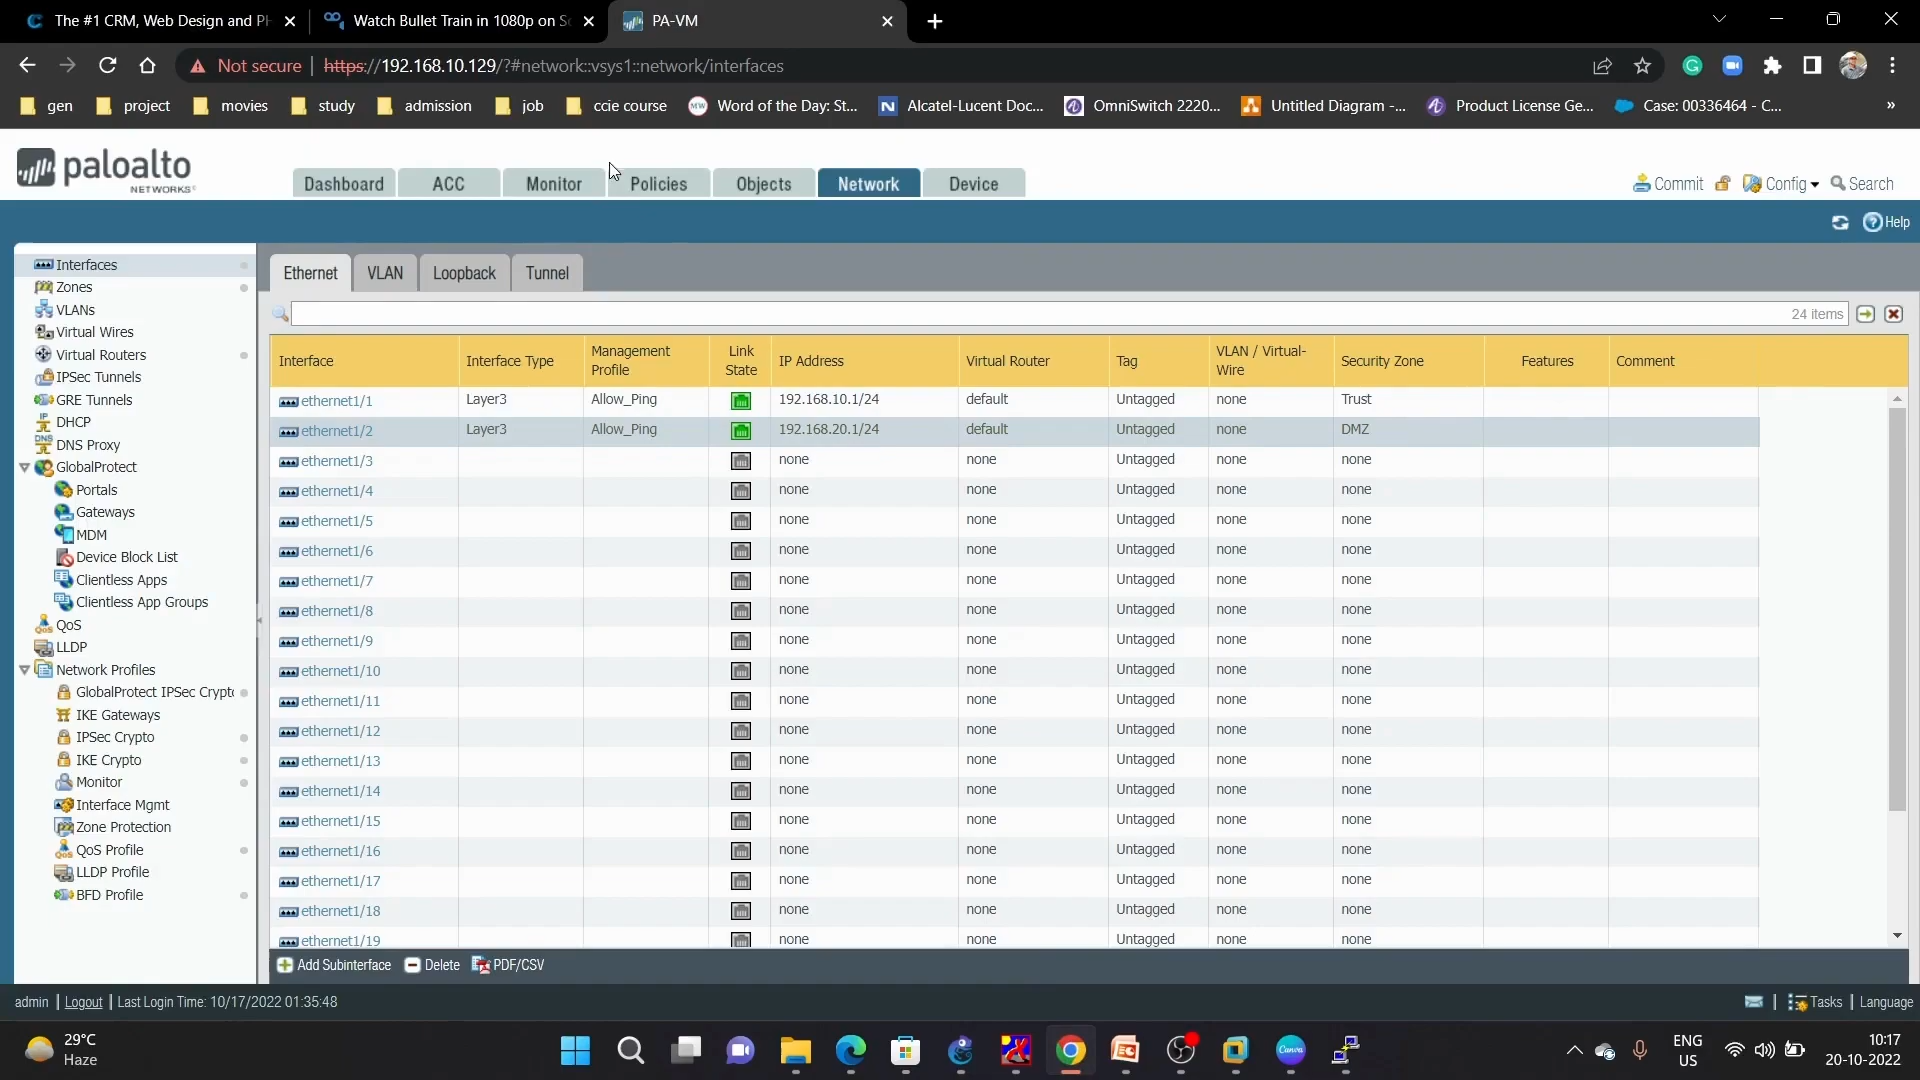 The #1 CRM, Web Design and PH
Watch Bullet Train in 1080p on So
PA-VM
Not secure | https://192.168.10.129/?#network::vsys1::network/interfaces
gen project movies study admission job ccie course Word of the Day: St... Alcatel-Lucent Doc... OmniSwitch 2220... Untitled Diagram -... Product License Ge... Case: 00336464 - C... »
paloalto
NETWORKS
Dashboard ACC Monitor Policies Objects Network Device
Commit Config Search
Help
Interfaces
Zones
VLANs
Virtual Wires
Virtual Routers
IPSec Tunnels
GRE Tunnels
DHCP
DNS Proxy
GlobalProtect
Portals
Gateways
MDM
Device Block List
Clientless Apps
Clientless App Groups
QoS
LLDP
Network Profiles
GlobalProtect IPSec Crypto
IKE Gateways
IPSec Crypto
IKE Crypto
Monitor
Interface Mgmt
Zone Protection
QoS Profile
LLDP Profile
BFD Profile
Ethernet VLAN Loopback Tunnel
24 items
Interface Interface Type Management Profile Link State IP Address Virtual Router Tag VLAN / Virtual-Wire Security Zone Features Comment
ethernet1/1 Layer3 Allow_Ping 192.168.10.1/24 default Untagged none Trust
ethernet1/2 Layer3 Allow_Ping 192.168.20.1/24 default Untagged none DMZ
ethernet1/3 none none Untagged none none
ethernet1/4 none none Untagged none none
ethernet1/5 none none Untagged none none
ethernet1/6 none none Untagged none none
ethernet1/7 none none Untagged none none
ethernet1/8 none none Untagged none none
ethernet1/9 none none Untagged none none
ethernet1/10 none none Untagged none none
ethernet1/11 none none Untagged none none
ethernet1/12 none none Untagged none none
ethernet1/13 none none Untagged none none
ethernet1/14 none none Untagged none none
ethernet1/15 none none Untagged none none
ethernet1/16 none none Untagged none none
ethernet1/17 none none Untagged none none
ethernet1/18 none none Untagged none none
ethernet1/19 none none Untagged none none
Add Subinterface Delete PDF/CSV
admin | Logout | Last Login Time: 10/17/2022 01:35:48
Tasks | Language
29°C
Haze
ENG
US
10:17
20-10-2022